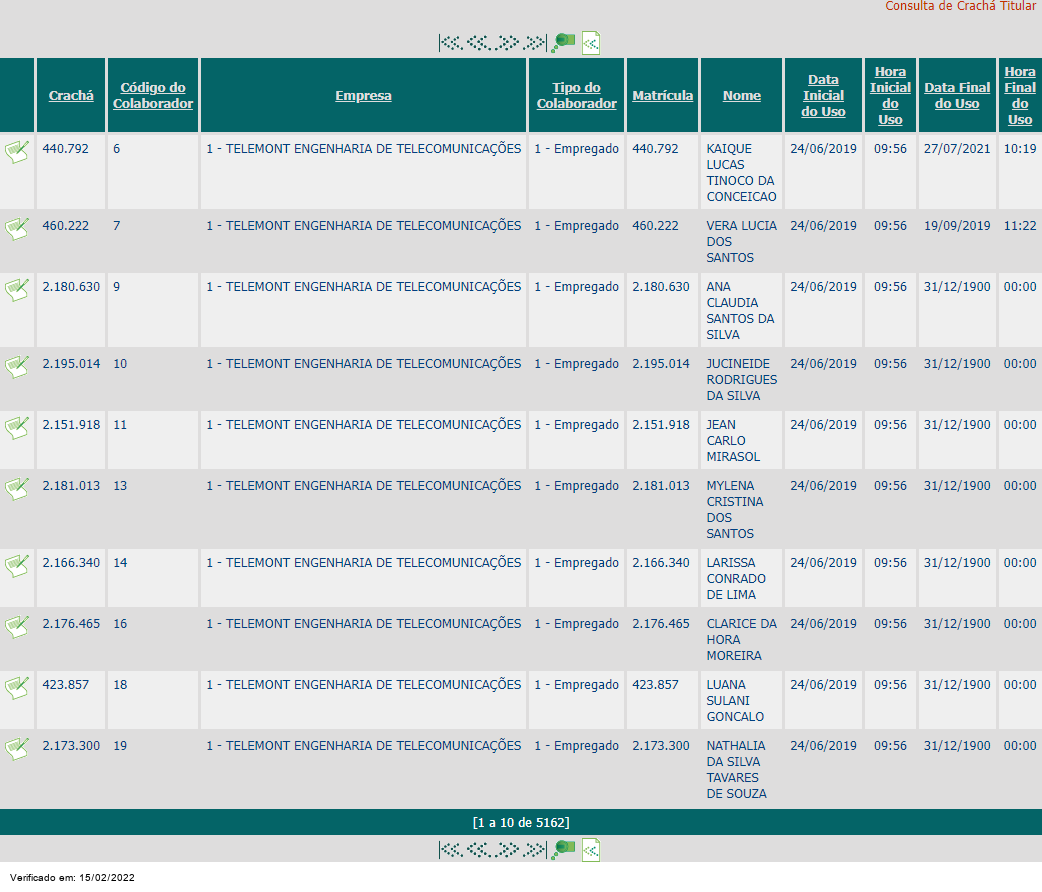 Consulta de Crachá Titular
Crachá Código do Colaborador Empresa Tipo do Colaborador Matrícula Nome Data Inicial do Uso Hora Inicial do Uso Data Final do Uso Hora Final do Uso
440.792 6 1 - TELEMONT ENGENHARIA DE TELECOMUNICAÇÕES 1 - Empregado 440.792 KAIQUE LUCAS TINOCO DA CONCEICAO 24/06/2019 09:56 27/07/2021 10:19
460.222 7 1 - TELEMONT ENGENHARIA DE TELECOMUNICAÇÕES 1 - Empregado 460.222 VERA LUCIA DOS SANTOS 24/06/2019 09:56 19/09/2019 11:22
2.180.630 9 1 - TELEMONT ENGENHARIA DE TELECOMUNICAÇÕES 1 - Empregado 2.180.630 ANA CLAUDIA SANTOS DA SILVA 24/06/2019 09:56 31/12/1900 00:00
2.195.014 10 1 - TELEMONT ENGENHARIA DE TELECOMUNICAÇÕES 1 - Empregado 2.195.014 JUCINEIDE RODRIGUES DA SILVA 24/06/2019 09:56 31/12/1900 00:00
2.151.918 11 1 - TELEMONT ENGENHARIA DE TELECOMUNICAÇÕES 1 - Empregado 2.151.918 JEAN CARLO MIRASOL 24/06/2019 09:56 31/12/1900 00:00
2.181.013 13 1 - TELEMONT ENGENHARIA DE TELECOMUNICAÇÕES 1 - Empregado 2.181.013 MYLENA CRISTINA DOS SANTOS 24/06/2019 09:56 31/12/1900 00:00
2.166.340 14 1 - TELEMONT ENGENHARIA DE TELECOMUNICAÇÕES 1 - Empregado 2.166.340 LARISSA CONRADO DE LIMA 24/06/2019 09:56 31/12/1900 00:00
2.176.465 16 1 - TELEMONT ENGENHARIA DE TELECOMUNICAÇÕES 1 - Empregado 2.176.465 CLARICE DA HORA MOREIRA 24/06/2019 09:56 31/12/1900 00:00
423.857 18 1 - TELEMONT ENGENHARIA DE TELECOMUNICAÇÕES 1 - Empregado 423.857 LUANA SULANI GONCALO 24/06/2019 09:56 31/12/1900 00:00
2.173.300 19 1 - TELEMONT ENGENHARIA DE TELECOMUNICAÇÕES 1 - Empregado 2.173.300 NATHALIA DA SILVA TAVARES DE SOUZA 24/06/2019 09:56 31/12/1900 00:00
[1 a 10 de 5162]
Verificado em: 15/02/2022